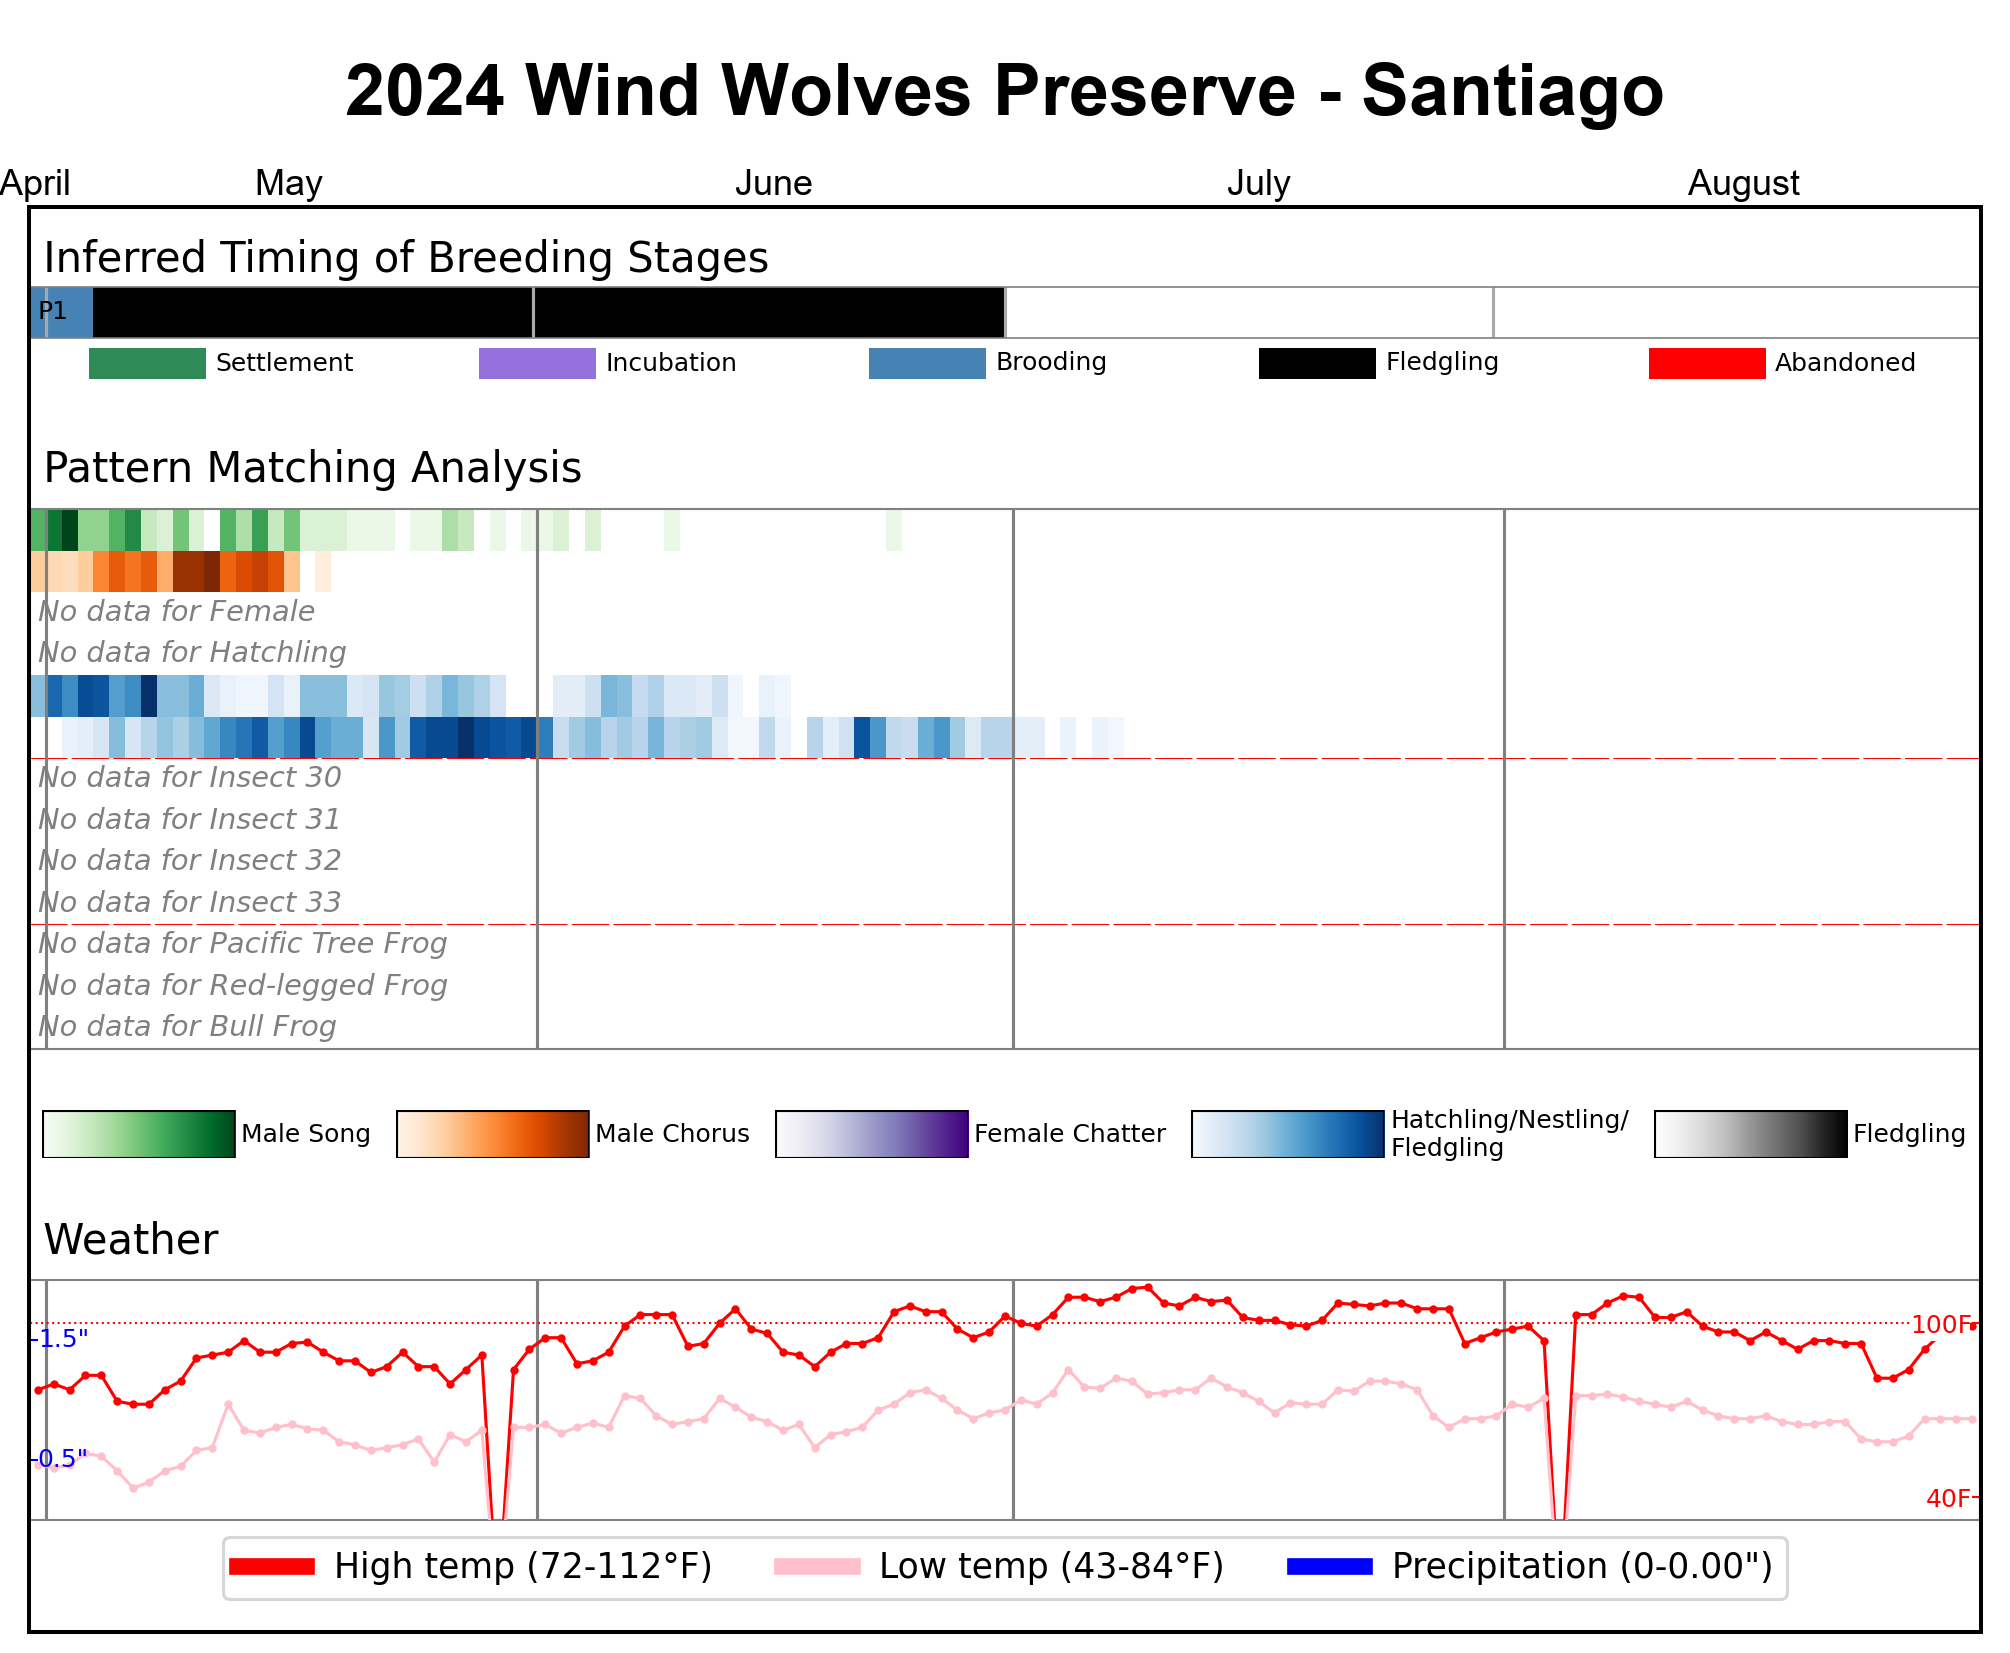 2024 Wind Wolves Preserve - Santiago
April May June July August
Inferred Timing of Breeding Stages
P1
Settlement Incubation Brooding Fledgling Abandoned
Pattern Matching Analysis
No data for Female
No data for Hatchling
No data for Insect 30
No data for Insect 31
No data for Insect 32
No data for Insect 33
No data for Pacific Tree Frog
No data for Red-legged Frog
No data for Bull Frog
Male Song Male Chorus Female Chatter Hatchling/Nestling/ Fledgling
Fledgling
Weather
1.5" 100F
0.5"
40F
High temp (72-112°F) Low temp (43-84°F) Precipitation (0-0.00")